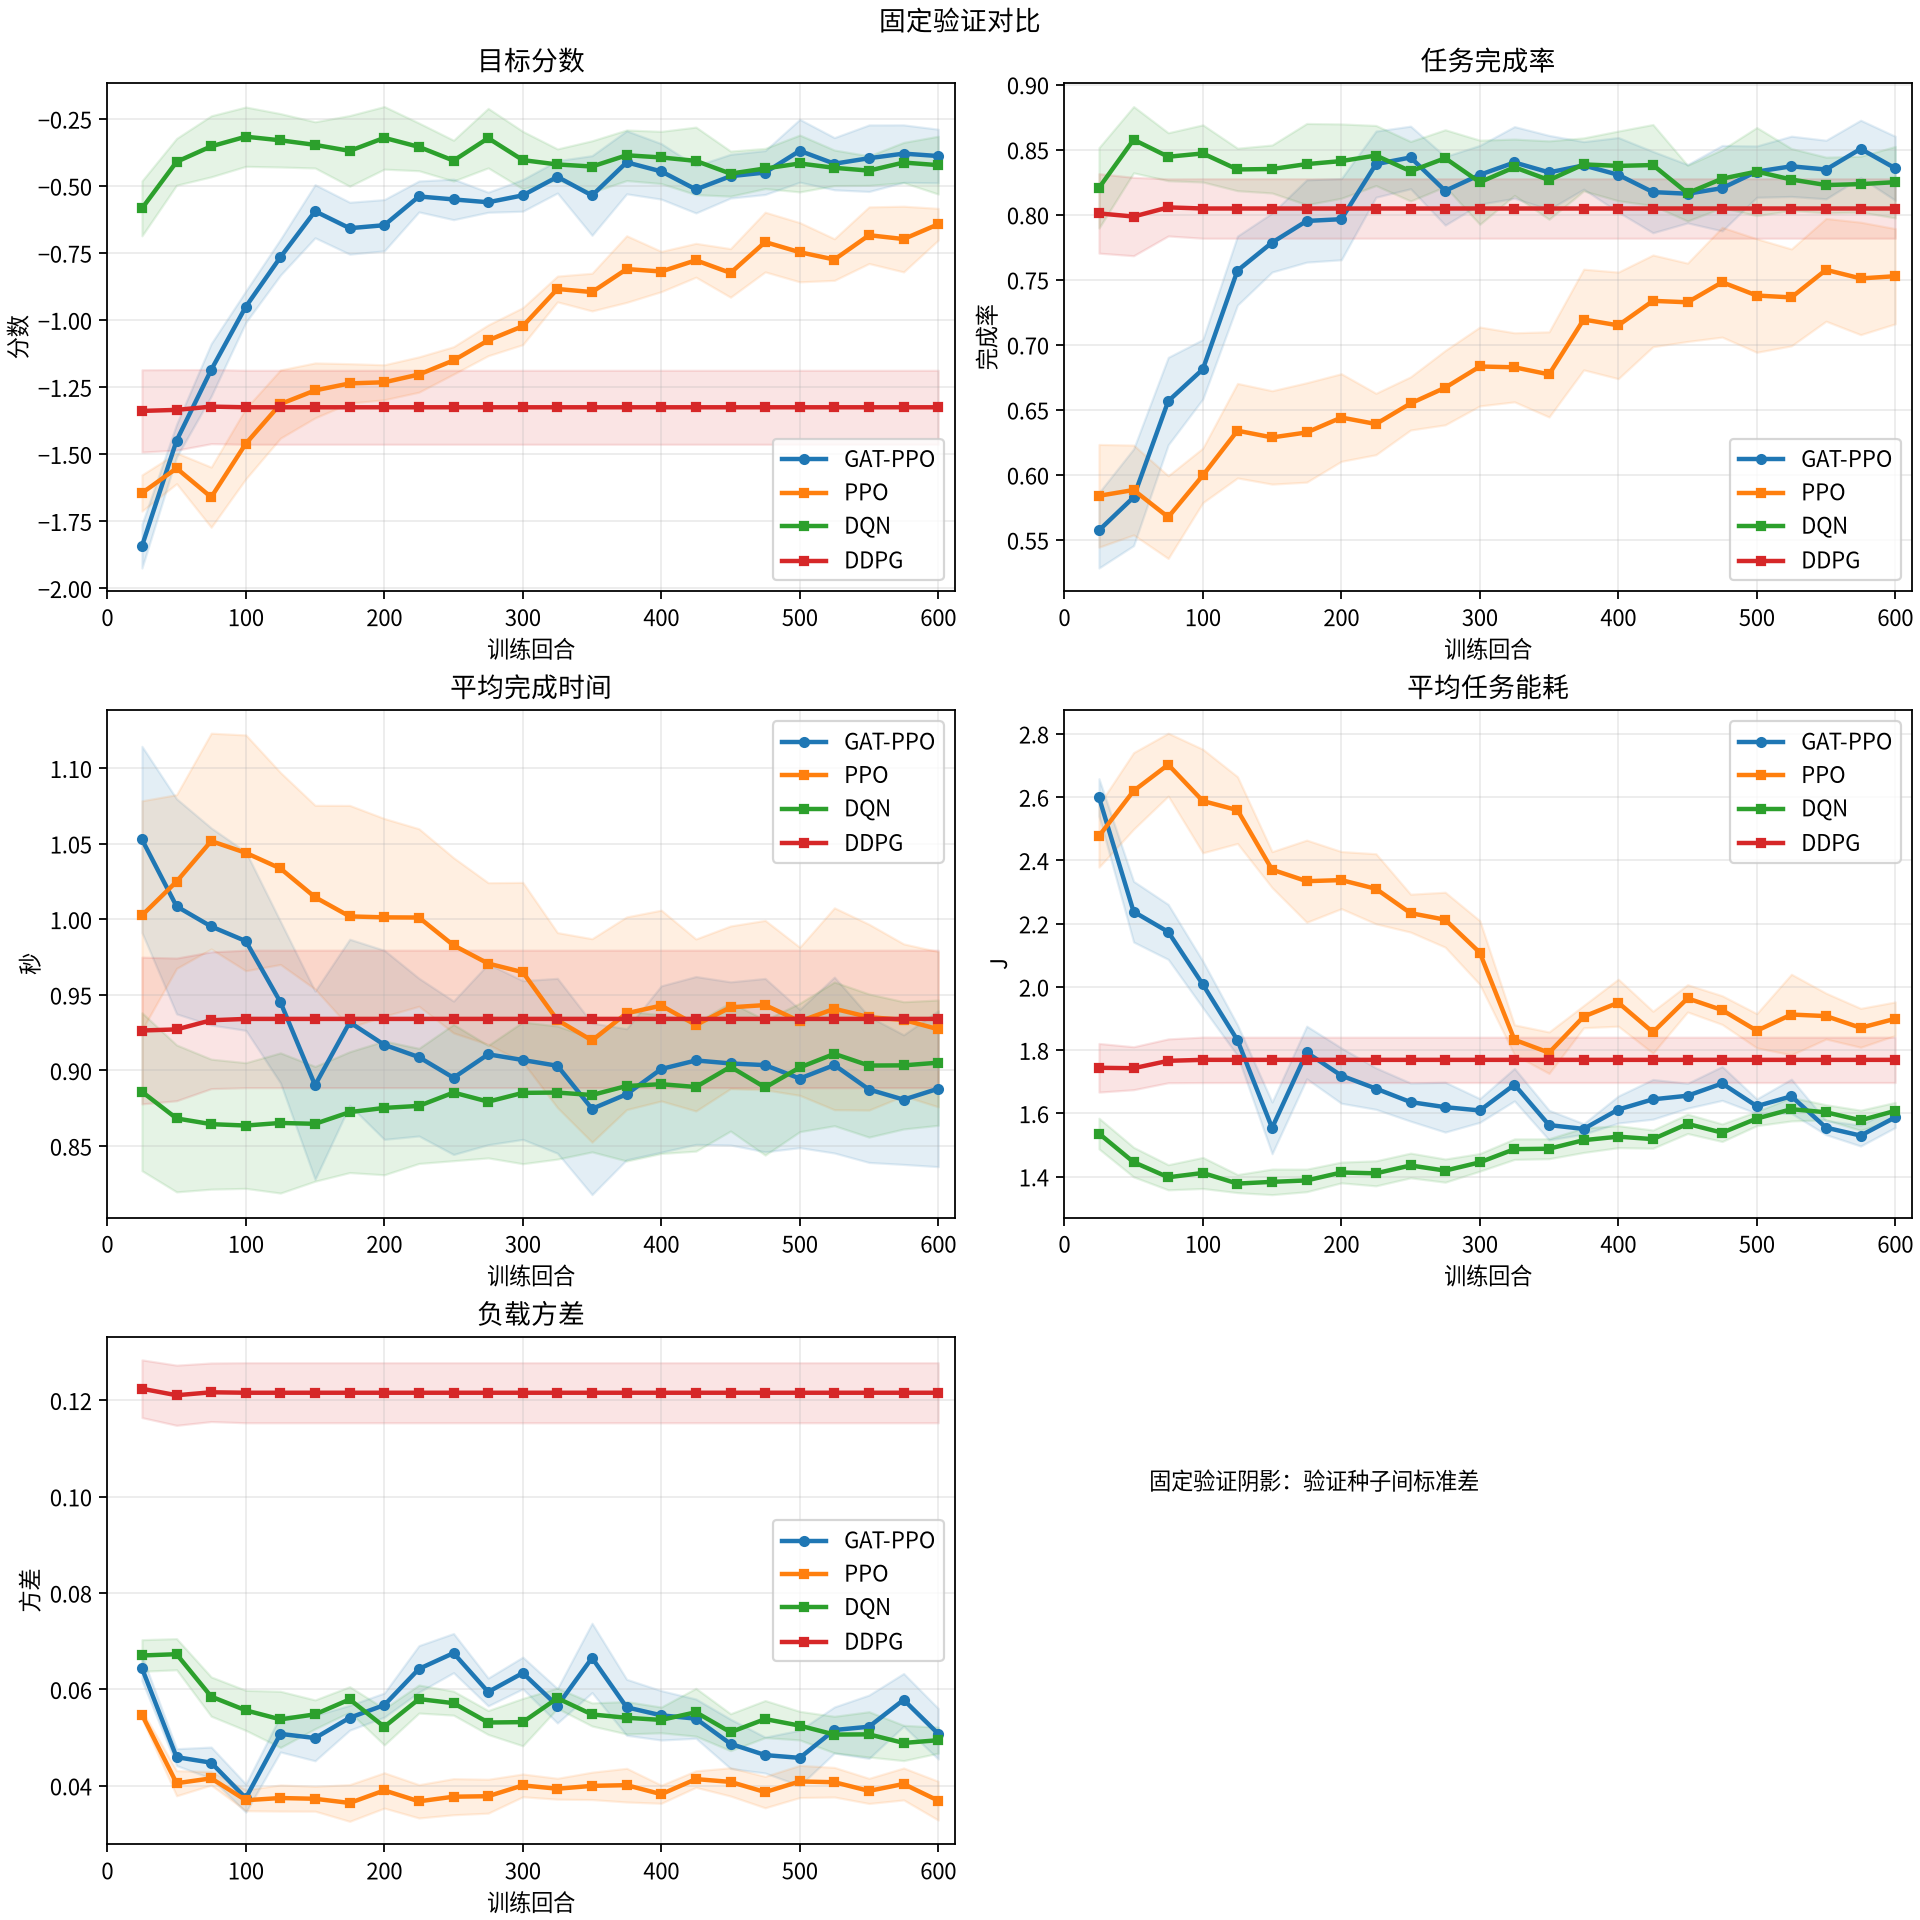 固定验证对比
目标分数
分数
−0.25
−0.50
−0.75
−1.00
−1.25
−1.50
−1.75
−2.00
GAT-PPO
PPO
DQN
DDPG
0 100 200 300 400 500 600
训练回合
任务完成率
完成率
0.90
0.85
0.80
0.75
0.70
0.65
0.60
0.55
GAT-PPO
PPO
DQN
DDPG
0 100 200 300 400 500 600
训练回合
平均完成时间
秒
1.10
1.05
1.00
0.95
0.90
0.85
GAT-PPO
PPO
DQN
DDPG
0 100 200 300 400 500 600
训练回合
平均任务能耗
J
2.8
2.6
2.4
2.2
2.0
1.8
1.6
1.4
GAT-PPO
PPO
DQN
DDPG
0 100 200 300 400 500 600
训练回合
负载方差
方差
0.12
0.10
0.08
0.06
0.04
GAT-PPO
PPO
DQN
DDPG
0 100 200 300 400 500 600
训练回合
固定验证阴影：验证种子间标准差